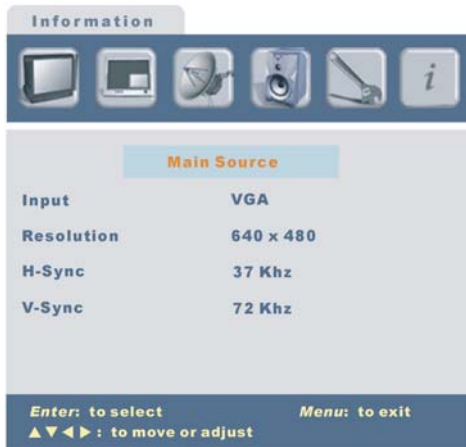 Information
i
Main Source
Input VGA
Resolution 640 x 480
H-Sync 37 Khz
V-Sync 72 Khz
Enter: to select Menu: to exit
▲▼◄►: to move or adjust